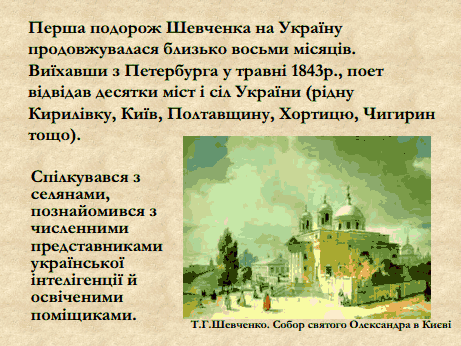 Перша подорож Шевченка на Україну
продовжувалася близько восьми місяців.
Виїхавши з Петербурга у травні 1843р., поет
відвідав десятки міст і сіл України (рідну
Кирилівку, Київ, Полтавщину, Хортицю, Чигирин
тощо).
Спілкувався з
селянами,
познайомився з
численними
представниками
української
інтелігенції й
освіченими
поміщиками.
Т.Г.Шевченко. Собор святого Олександра в Києві